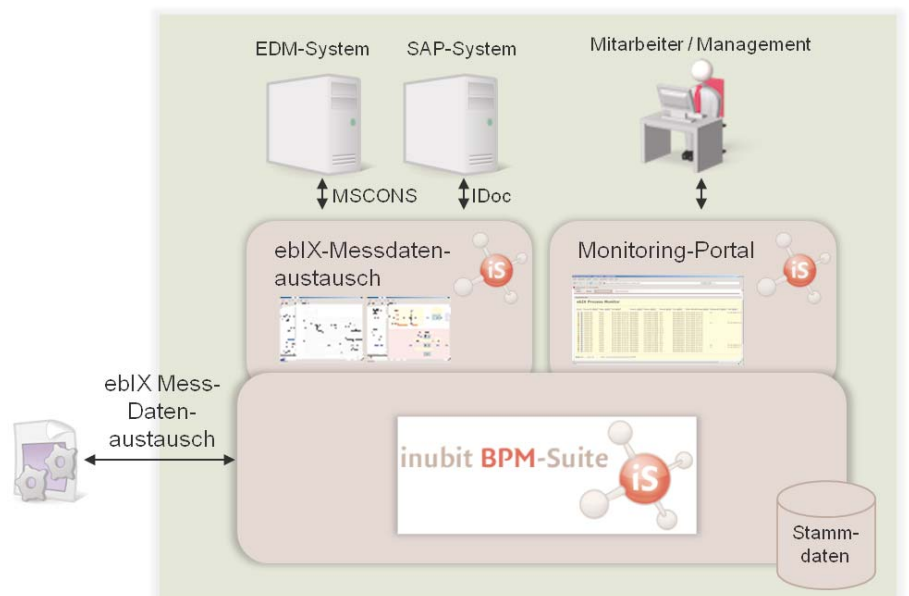 EDM-System
SAP-System
Mitarbeiter / Management
MSCONS
IDoc
ebIX-Messdaten-
austausch
iS
Monitoring-Portal
iS
ebIX Mess-
Daten-
austausch
inubit BPM-Suite
iS
Stamm-
daten